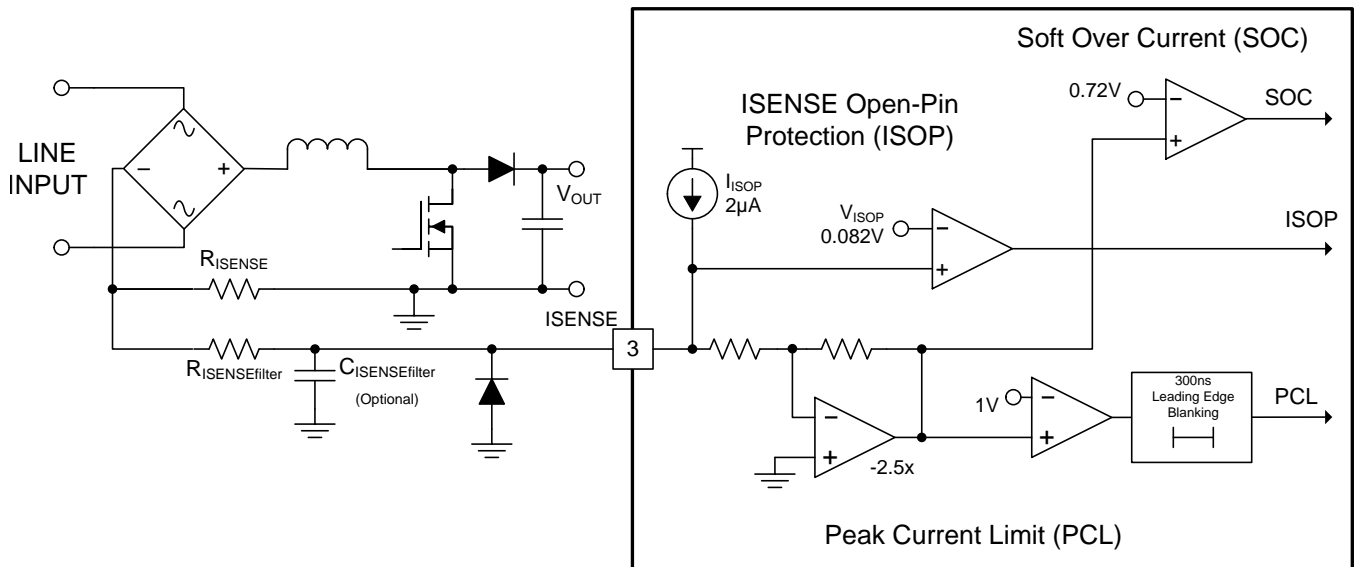 Soft Over Current (SOC)
0.72V
SOC
ISENSE Open-Pin
Protection (ISOP)
LINE
INPUT
−
+
VOUT
IISOP
2µA
VISOP
0.082V
−
+
ISOP
RISENSE
ISENSE
3
RISENSEfilter
CISENSEfilter
(Optional)
−
+
-2.5x
1V
−
+
300ns
Leading Edge
Blanking
PCL
−
+
Peak Current Limit (PCL)